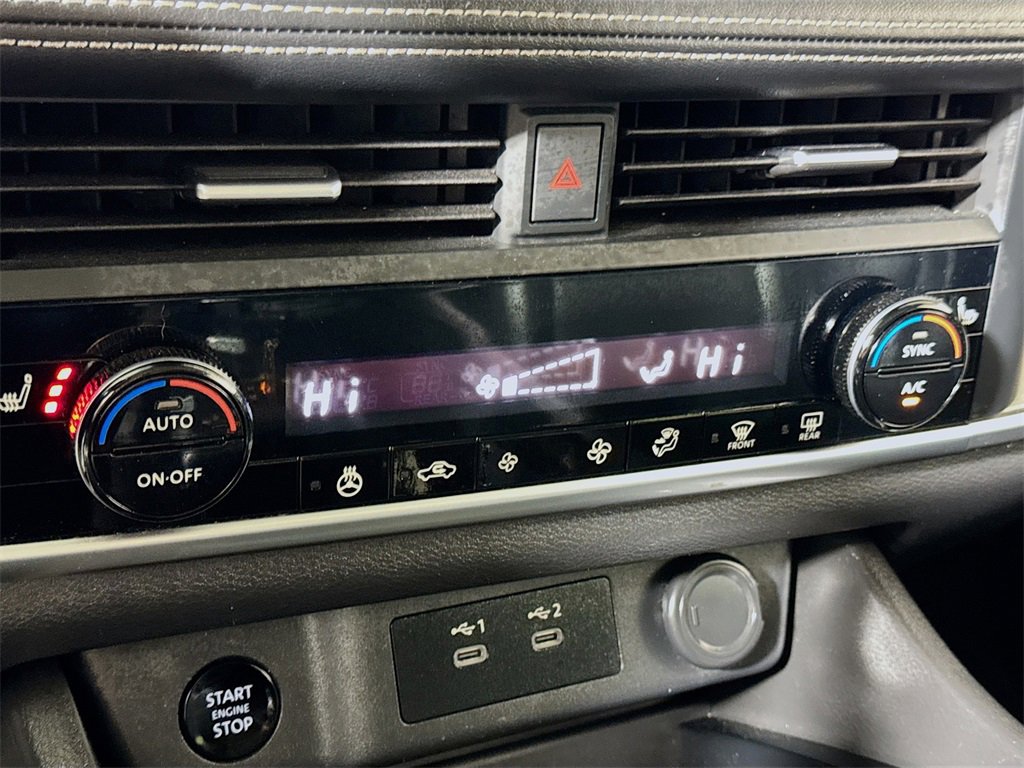 Hi
Hi
SYNC
A/C
AUTO
ON·OFF
FRONT
REAR
1
2
START
ENGINE
STOP